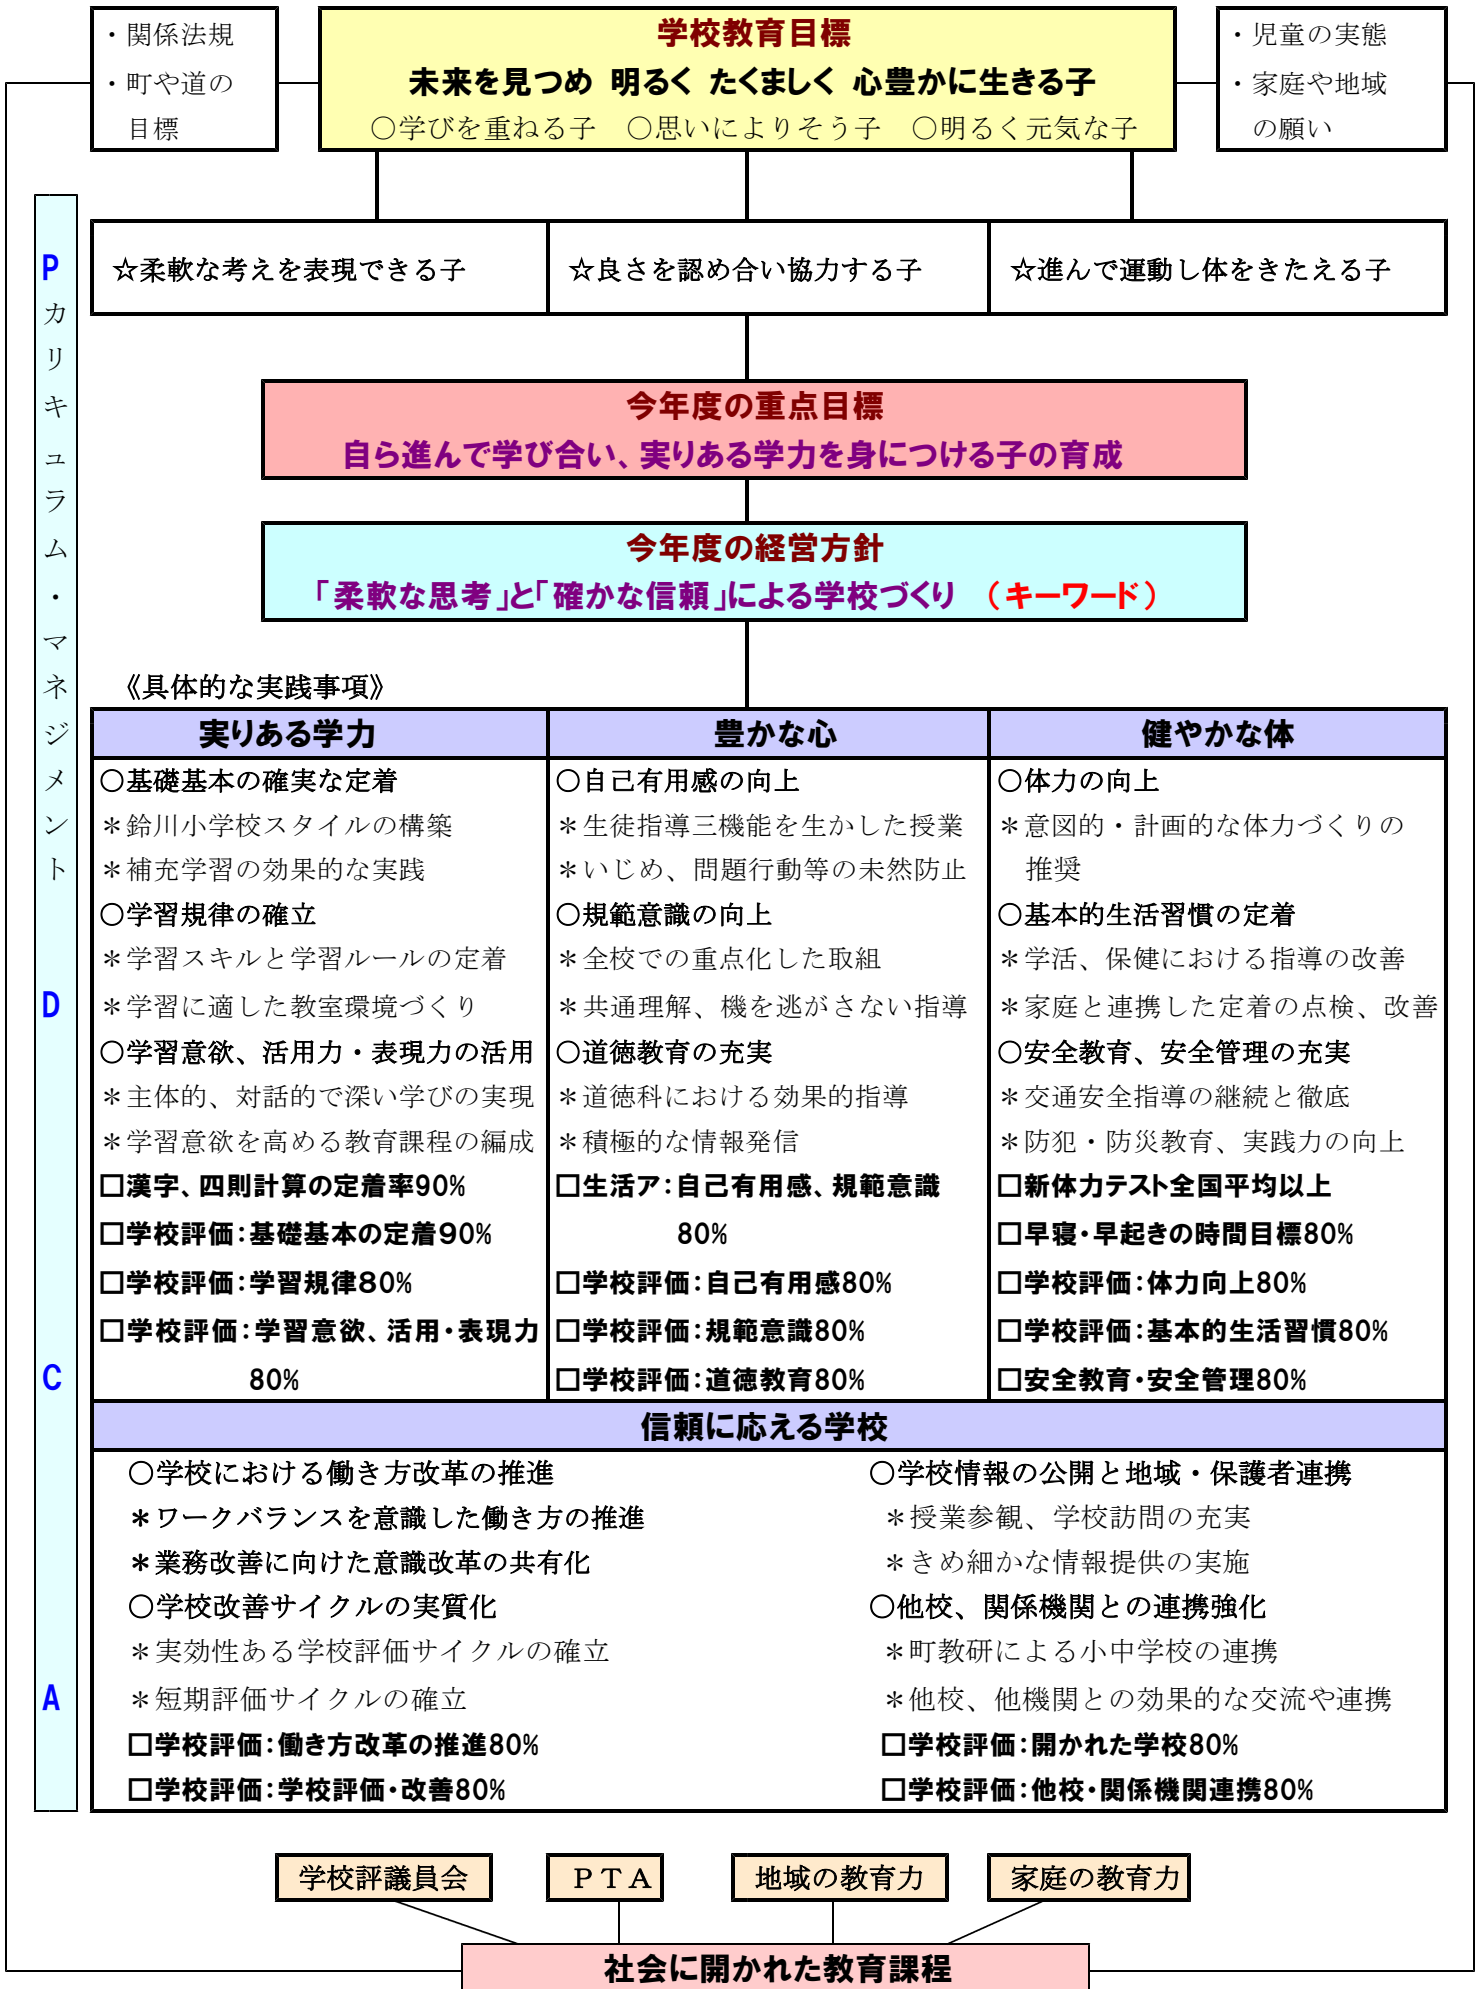 ・関係法規
・町や道の
目標
学校教育目標
未来を見つめ 明るく たくましく 心豊かに生きる子
○学びを重ねる子　○思いによりそう子　○明るく元気な子
・児童の実態
・家庭や地域
の願い
P カリキュラム・マネジメント
D
C
A
☆柔軟な考えを表現できる子
☆良さを認め合い協力する子
☆進んで運動し体をきたえる子
今年度の重点目標
自ら進んで学び合い、実りある学力を身につける子の育成
今年度の経営方針
「柔軟な思考」と「確かな信頼」による学校づくり　（キーワード）
《具体的な実践事項》
実りある学力
○基礎基本の確実な定着
＊鈴川小学校スタイルの構築
＊補充学習の効果的な実践
○学習規律の確立
＊学習スキルと学習ルールの定着
＊学習に適した教室環境づくり
○学習意欲、活用力・表現力の活用
＊主体的、対話的で深い学びの実現
＊学習意欲を高める教育課程の編成
□漢字、四則計算の定着率90%
□学校評価：基礎基本の定着９0%
□学校評価：学習規律８0%
□学校評価：学習意欲、活用・表現力
80%
豊かな心
○自己有用感の向上
＊生徒指導三機能を生かした授業
＊いじめ、問題行動等の未然防止
○規範意識の向上
＊全校での重点化した取組
＊共通理解、機を逃がさない指導
○道徳教育の充実
＊道徳科における効果的指導
＊積極的な情報発信
□生活ア：自己有用感、規範意識
80%
□学校評価：自己有用感80%
□学校評価：規範意識80%
□学校評価：道徳教育80%
健やかな体
○体力の向上
＊意図的・計画的な体力づくりの
推奨
○基本的生活習慣の定着
＊学活、保健における指導の改善
＊家庭と連携した定着の点検、改善
○安全教育、安全管理の充実
＊交通安全指導の継続と徹底
＊防犯・防災教育、実践力の向上
□新体力テスト全国平均以上
□早寝・早起きの時間目標80%
□学校評価：体力向上80%
□学校評価：基本的生活習慣80%
□安全教育・安全管理80%
信頼に応える学校
○学校における働き方改革の推進
＊ワークバランスを意識した働き方の推進
＊業務改善に向けた意識改革の共有化
○学校改善サイクルの実質化
＊実効性ある学校評価サイクルの確立
＊短期評価サイクルの確立
□学校評価：働き方改革の推進80%
□学校評価：学校評価・改善80%
○学校情報の公開と地域・保護者連携
＊授業参観、学校訪問の充実
＊きめ細かな情報提供の実施
○他校、関係機関との連携強化
＊町教研による小中学校の連携
＊他校、他機関との効果的な交流や連携
□学校評価：開かれた学校80%
□学校評価：他校・関係機関連携80%
学校評議員会
ＰＴＡ
地域の教育力
家庭の教育力
社会に開かれた教育課程